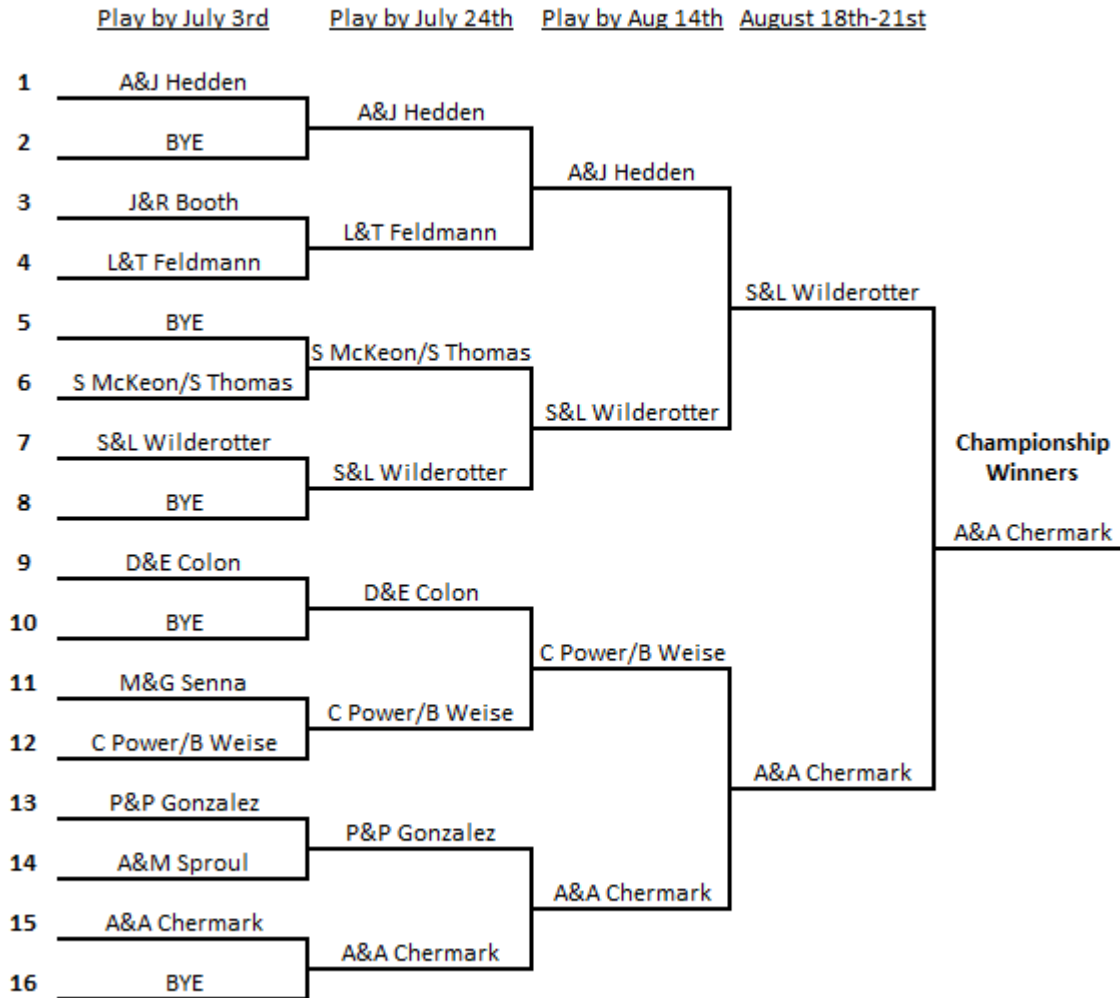 Play by July 3rd Play by July 24th Play by Aug 14th August 18th-21st
1 A&J Hedden
A&J Hedden
2 BYE
A&J Hedden
3 J&R Booth
L&T Feldmann
4 L&T Feldmann
S&L Wilderotter
5 BYE
S McKeon/S Thomas
6 S McKeon/S Thomas
S&L Wilderotter
7 S&L Wilderotter
Championship
S&L Wilderotter
Winners
8 BYE
A&A Chermark
9 D&E Colon
D&E Colon
10 BYE
C Power/B Weise
11 M&G Senna
C Power/B Weise
12 C Power/B Weise
A&A Chermark
13 P&P Gonzalez
P&P Gonzalez
14 A&M Sproul
A&A Chermark
15 A&A Chermark
A&A Chermark
16 BYE